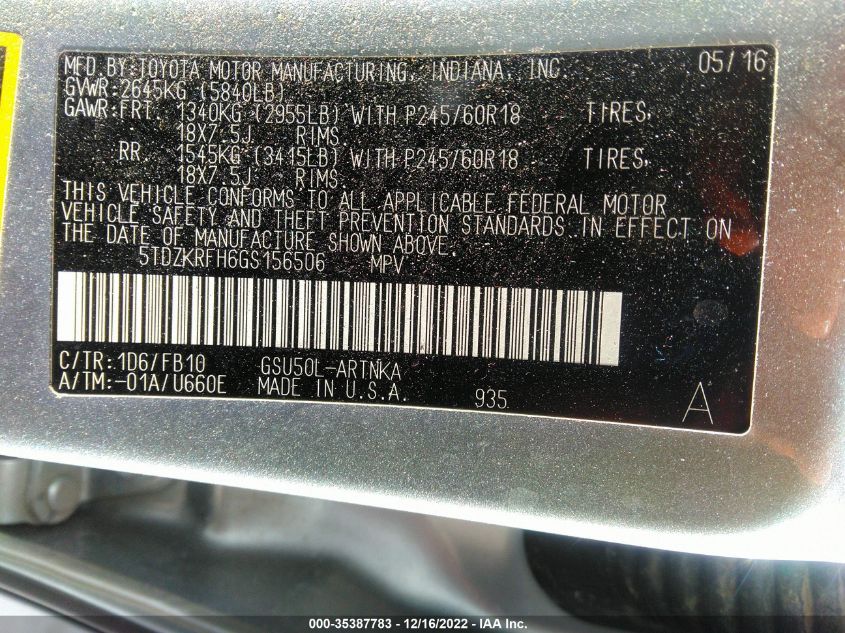 MFD.BY:TOYOTA MOTOR MANUFACTURING, INDIANA, INC. 05/16
GVWR:2645KG (5840LB)
GAWR:FRT. 1340KG (2955LB) WITH P245/60R18 TIRES,
18X7.5J RIMS.
RR. 1545KG (3415LB) WITH P245/60R18 TIRES,
18X7.5J RIMS.
THIS VEHICLE CONFORMS TO ALL APPLICABLE FEDERAL MOTOR
VEHICLE SAFETY AND THEFT PREVENTION STANDARDS IN EFFECT ON
THE DATE OF MANUFACTURE SHOWN ABOVE.
5TDZKRFH6GS156506 MPV
C/TR:1D6/FB10 GSU50L-ARTNKA
A/TM:-01A/U660E MADE IN U.S.A. 935 A
000-35387783 - 12/16/2022 - IAA Inc.